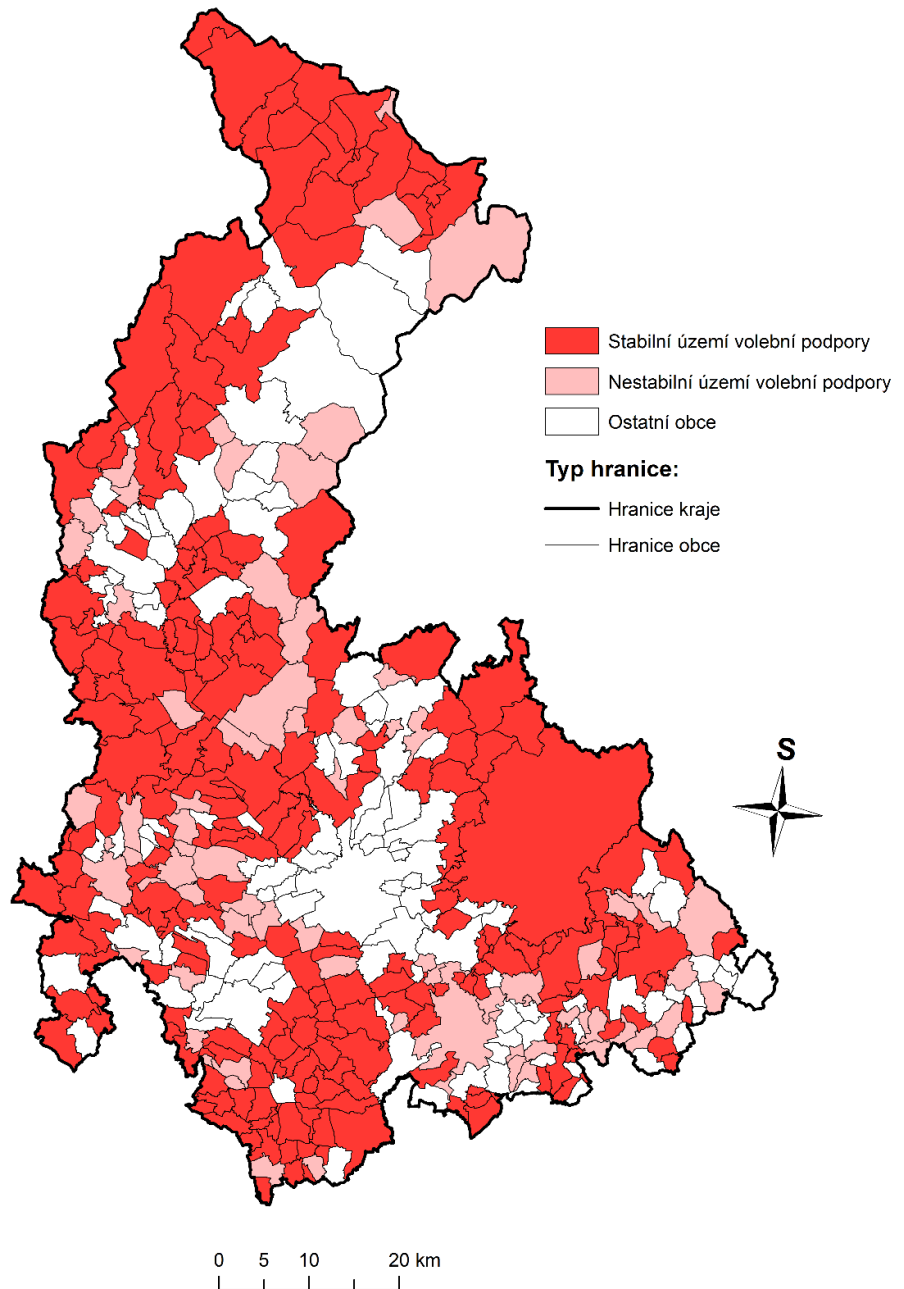 Stabilní území volební podpory
Nestabilní území volební podpory
Ostatní obce
Typ hranice:
Hranice kraje
Hranice obce
S
0 5 10 20 km